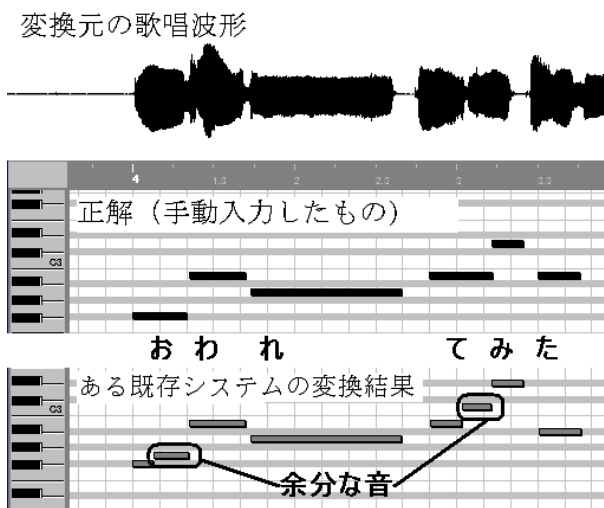 変換元の歌唱波形
4 1.3 2 2.3 3 3.3
正解（手動入力したもの）
C3
おわ れ てみた
ある既存システムの変換結果
C3
余分な音